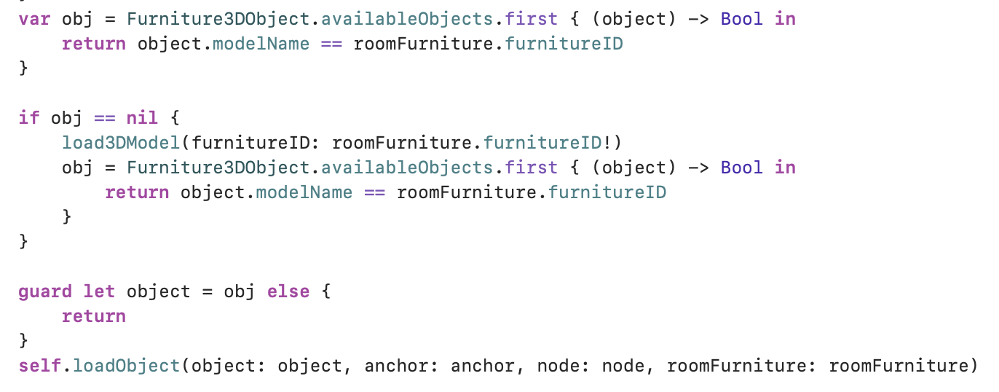 var obj = Furniture3DObject.availableObjects.first { (object) -> Bool in
    return object.modelName == roomFurniture.furnitureID
}

if obj == nil {
    load3DModel(furnitureID: roomFurniture.furnitureID!)
    obj = Furniture3DObject.availableObjects.first { (object) -> Bool in
        return object.modelName == roomFurniture.furnitureID
    }
}

guard let object = obj else {
    return
}
self.loadObject(object: object, anchor: anchor, node: node, roomFurniture: roomFurniture)